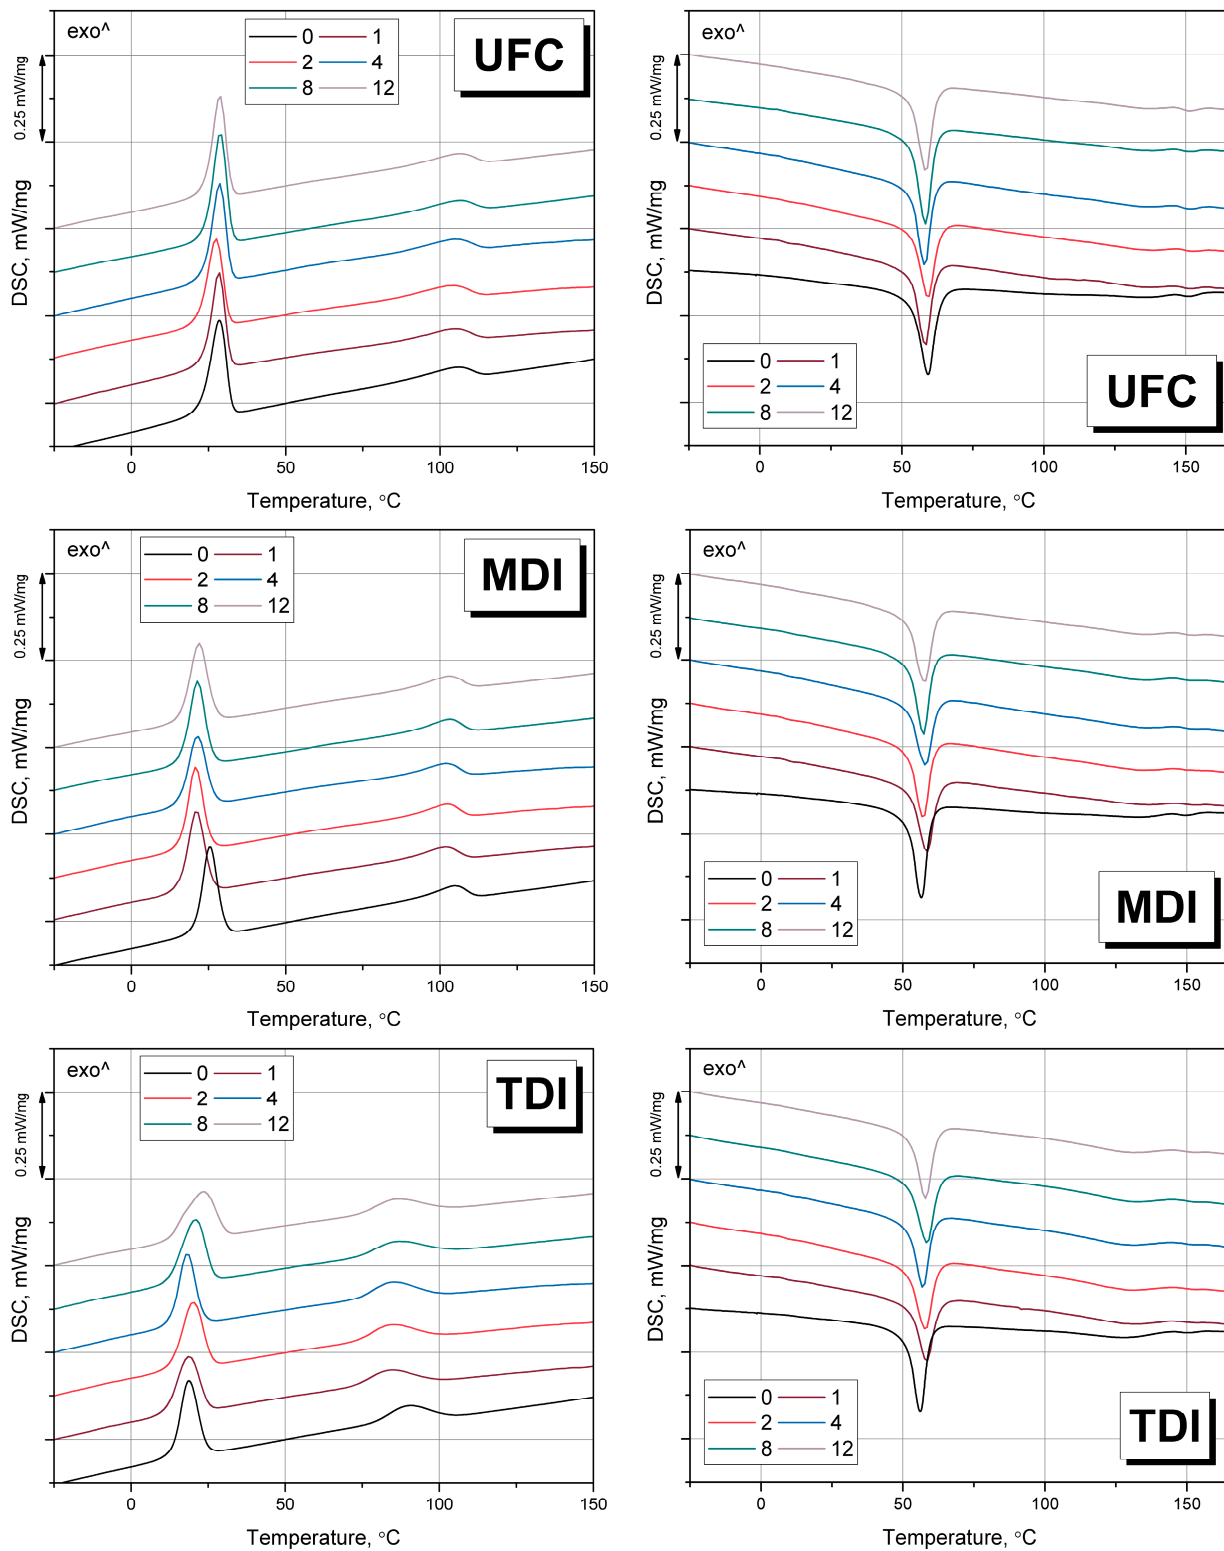 exo^
0 1
2 4
8 12
UFC
0.25 mW/mg
DSC, mW/mg
0 50 100 150
Temperature, °C
exo^
UFC
0 1
2 4
8 12
0.25 mW/mg
DSC, mW/mg
0 50 100 150
Temperature, °C
exo^
0 1
2 4
8 12
MDI
0.25 mW/mg
DSC, mW/mg
0 50 100 150
Temperature, °C
exo^
0 1
2 4
8 12
MDI
0.25 mW/mg
DSC, mW/mg
0 50 100 150
Temperature, °C
exo^
0 1
2 4
8 12
TDI
0.25 mW/mg
DSC, mW/mg
0 50 100 150
Temperature, °C
exo^
0 1
2 4
8 12
TDI
0.25 mW/mg
DSC, mW/mg
0 50 100 150
Temperature, °C